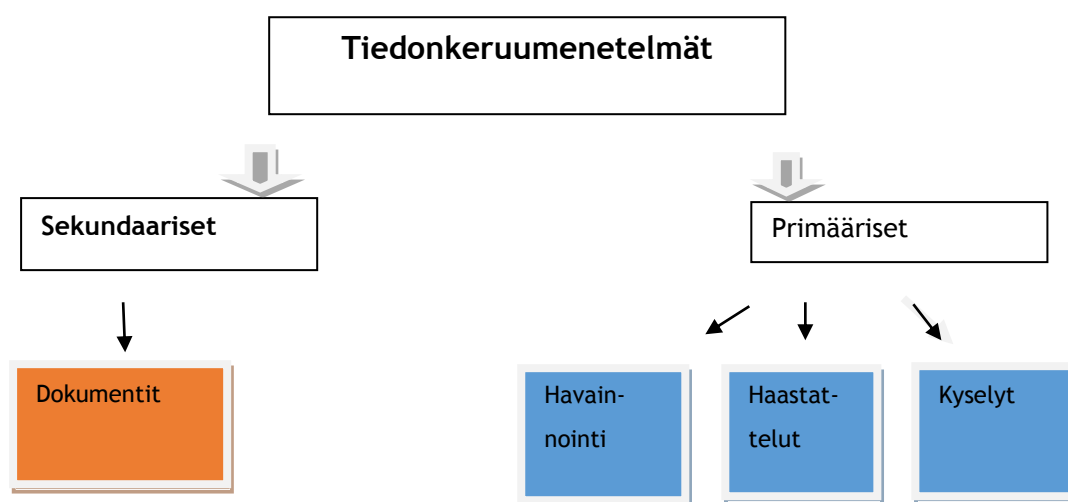 Tiedonkeruumenetelmät
Sekundaariset
Primääriset
Dokumentit
Havain-
nointi
Haastat-
telut
Kyselyt